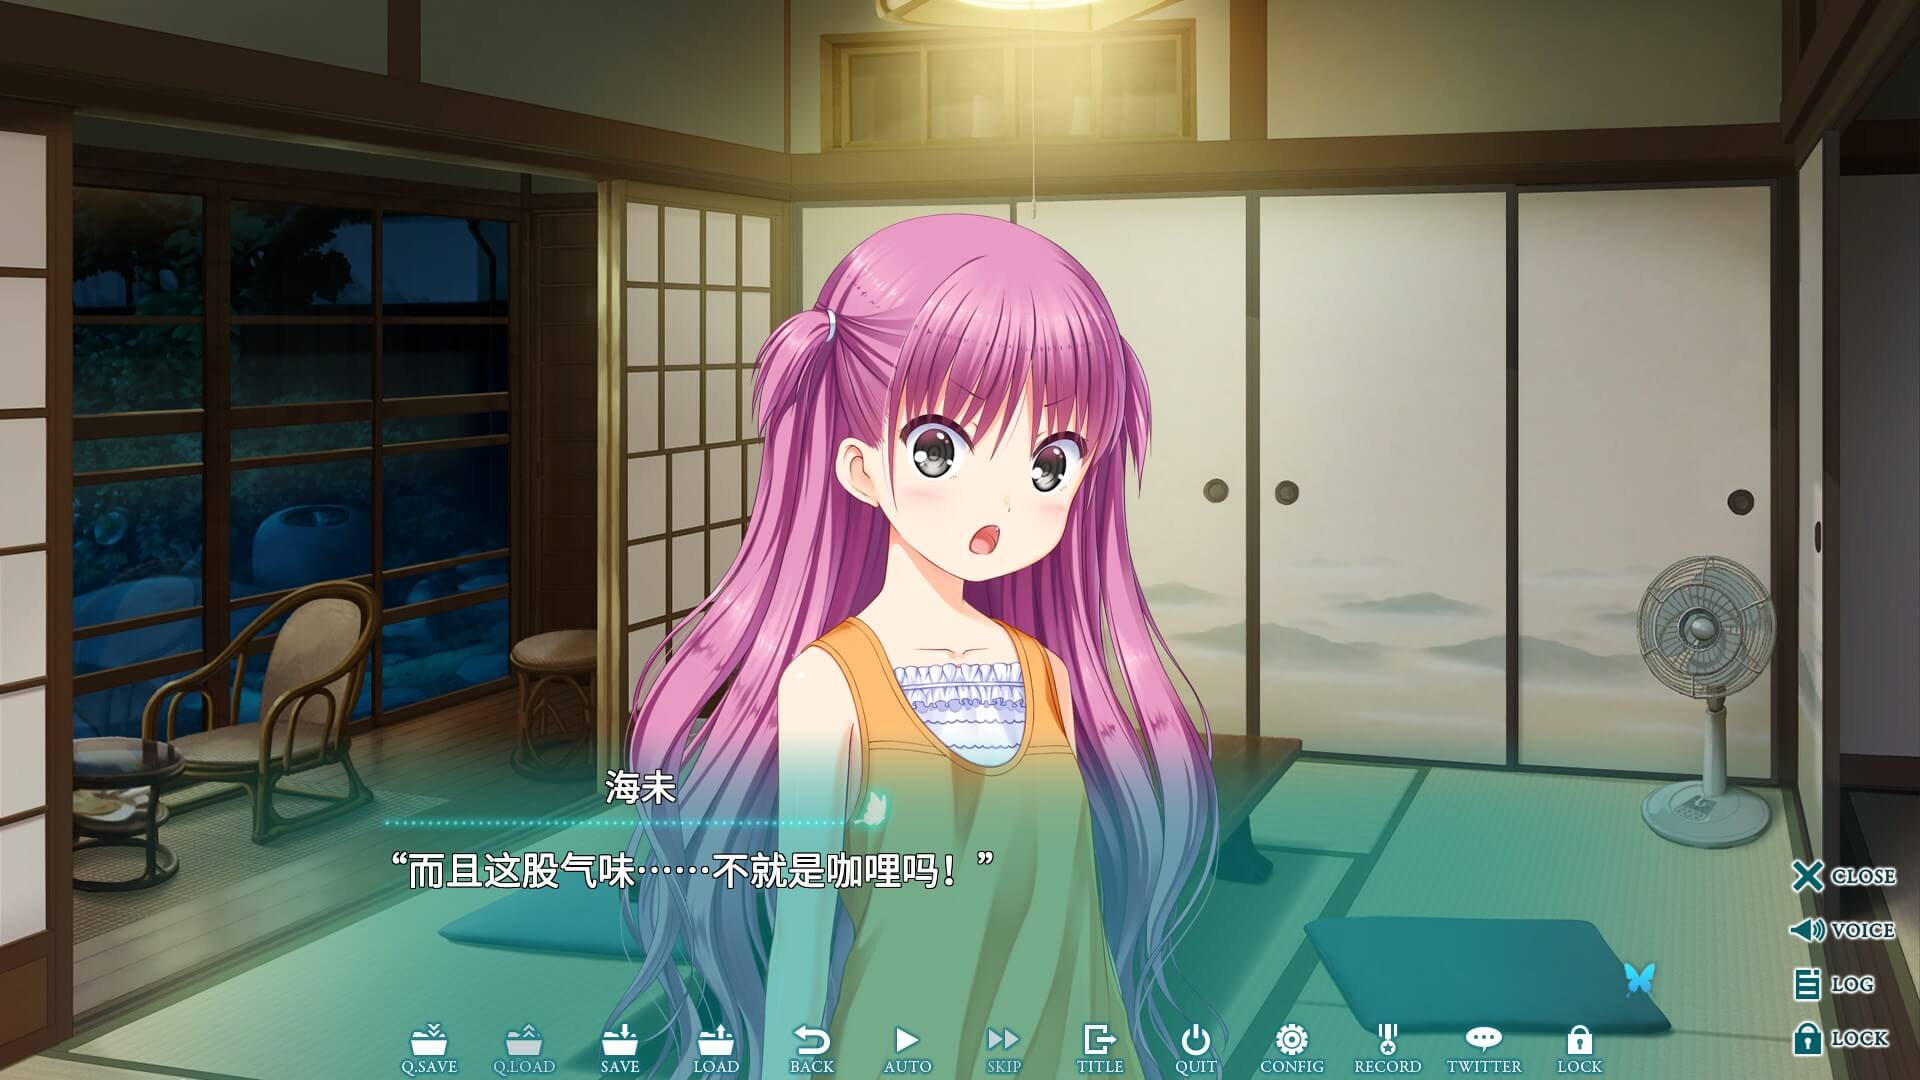 海未
“而且这股气味……不就是咖哩吗！”
CLOSE
VOICE
LOG
LOCK
Q.SAVE Q.LOAD SAVE LOAD BACK AUTO SKIP TITLE QUIT CONFIG RECORD TWITTER LOCK